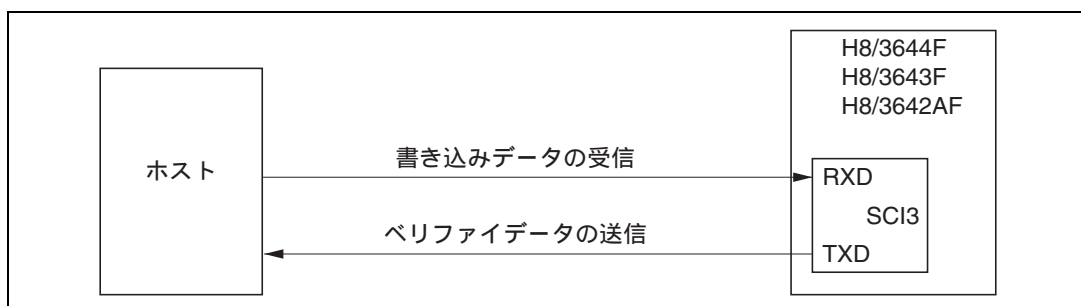 H8/3644F
H8/3643F
H8/3642AF
ホスト
書き込みデータの受信
RXD
SCI3
ベリファイデータの送信
TXD